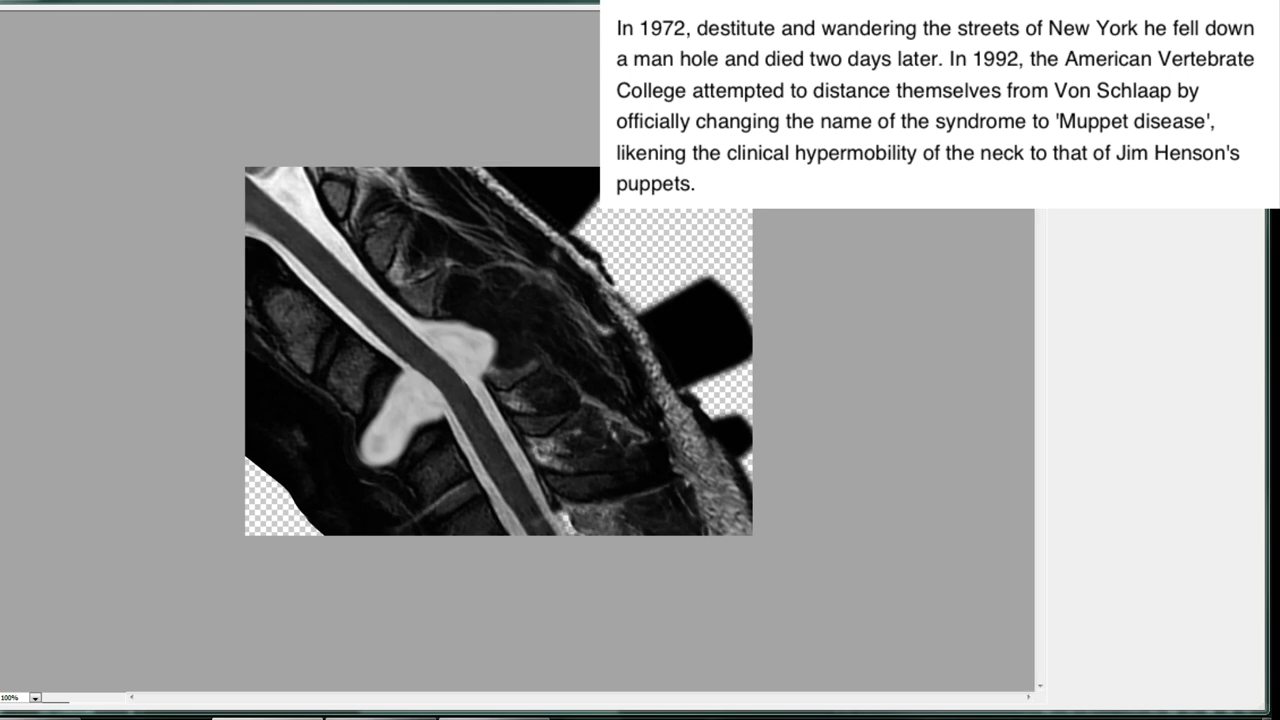 In 1972, destitute and wandering the streets of New York he fell down
a man hole and died two days later. In 1992, the American Vertebrate
College attempted to distance themselves from Von Schlaap by
officially changing the name of the syndrome to 'Muppet disease',
likening the clinical hypermobility of the neck to that of Jim Henson's
puppets.
100%